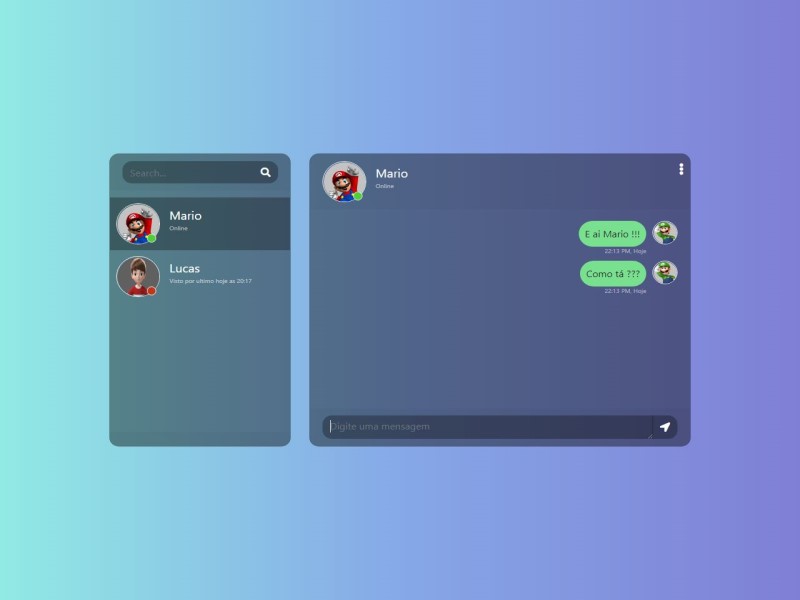 Search...
Mario
Online
Lucas
Visto por ultimo hoje as 20:17
Mario
Online
E ai Mario !!!
22:13 PM, Hoje
Como tá ???
22:13 PM, Hoje
Digite uma mensagem